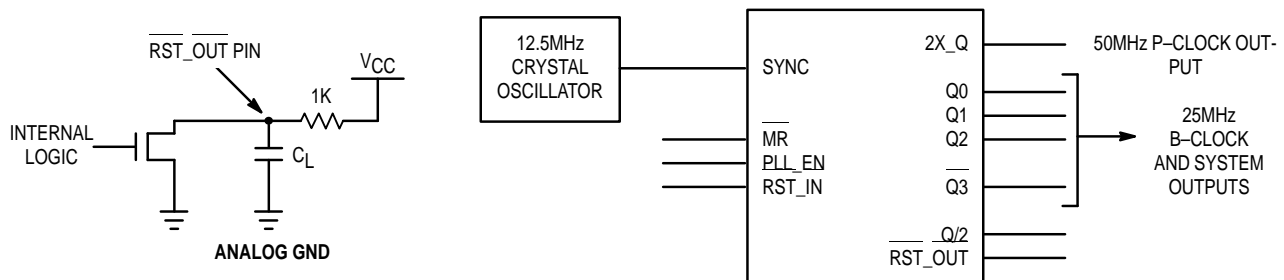 RST_OUT PIN
VCC
1K
INTERNAL
LOGIC
CL
ANALOG GND
12.5MHz
CRYSTAL
OSCILLATOR
SYNC
MR
PLL_EN
RST_IN
2X_Q
Q0
Q1
Q2
Q3
Q/2
RST_OUT
50MHz P–CLOCK OUT-
PUT
25MHz
B–CLOCK
AND SYSTEM
OUTPUTS